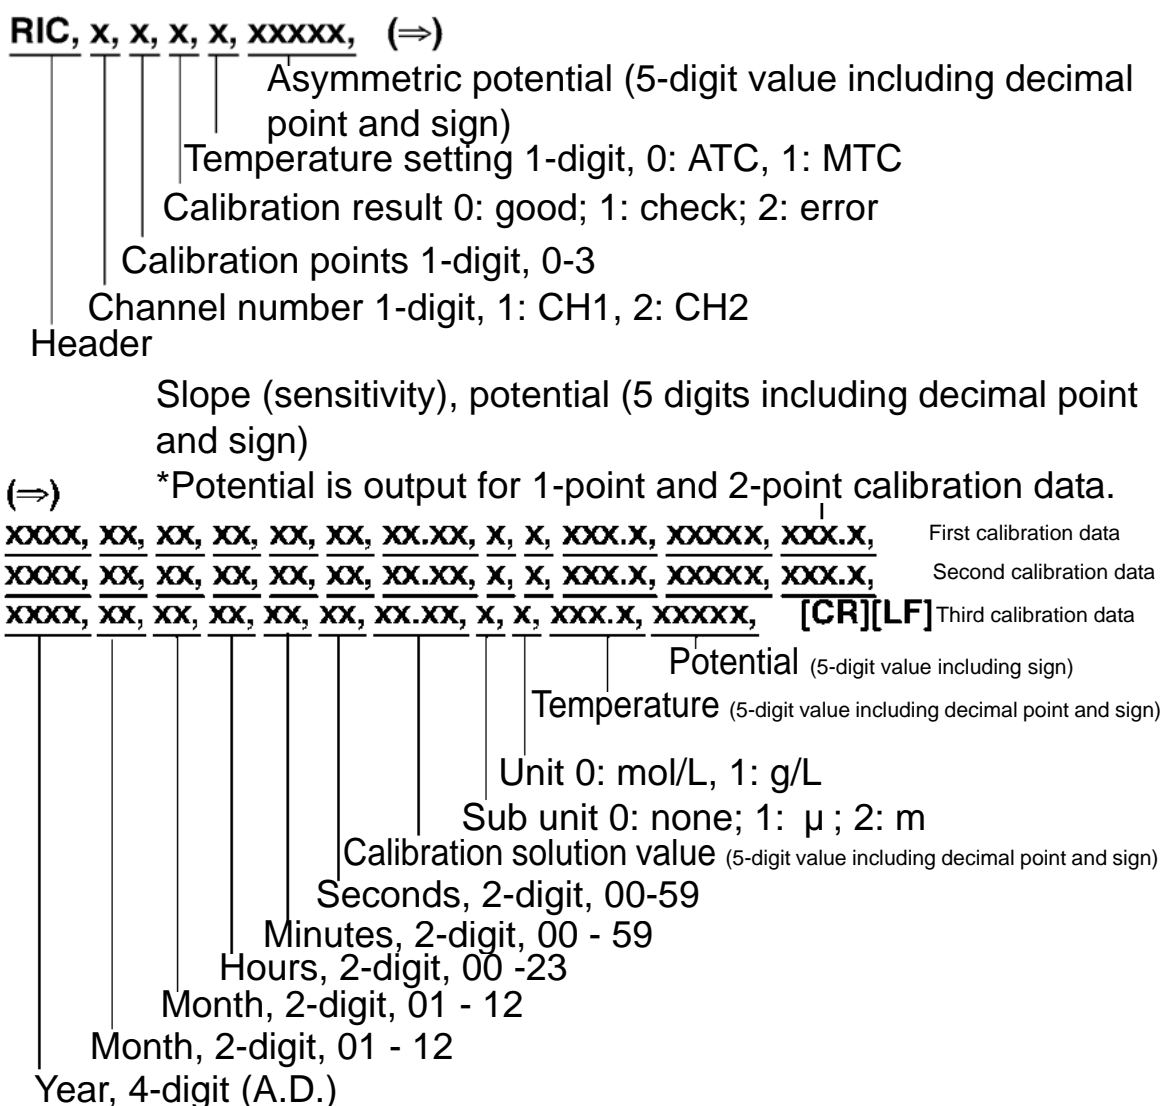 RIC, x, x, x, x, xxxxx, (⇒)
Asymmetric potential (5-digit value including decimal
point and sign)
Temperature setting 1-digit, 0: ATC, 1: MTC
Calibration result 0: good; 1: check; 2: error
Calibration points 1-digit, 0-3
Channel number 1-digit, 1: CH1, 2: CH2
Header
Slope (sensitivity), potential (5 digits including decimal point
and sign)
(⇒) *Potential is output for 1-point and 2-point calibration data.
xxxx, xx, xx, xx, xx, xx, xx.xx, x, x, xxx.x, xxxxx, xxx.x, First calibration data
xxxx, xx, xx, xx, xx, xx, xx.xx, x, x, xxx.x, xxxxx, xxx.x, Second calibration data
xxxx, xx, xx, xx, xx, xx, xx.xx, x, x, xxx.x, xxxxx, [CR][LF] Third calibration data
Potential (5-digit value including sign)
Temperature (5-digit value including decimal point and sign)
Unit 0: mol/L, 1: g/L
Sub unit 0: none; 1: μ ; 2: m
Calibration solution value (5-digit value including decimal point and sign)
Seconds, 2-digit, 00-59
Minutes, 2-digit, 00 - 59
Hours, 2-digit, 00 -23
Month, 2-digit, 01 - 12
Month, 2-digit, 01 - 12
Year, 4-digit (A.D.)